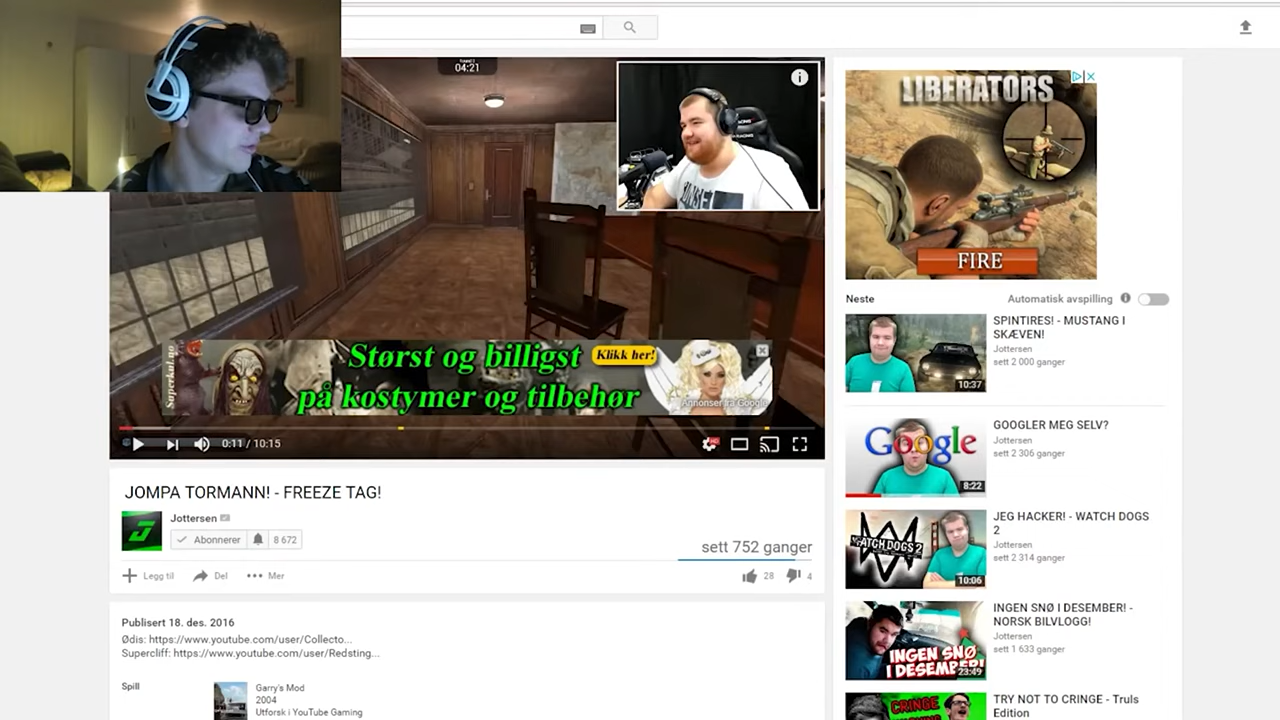 04:21
Størst og billigst
Klikk her!
på kostymer og tilbehør
Superkul.no
Annonser fra Google
0:11 / 10:15
JOMPA TORMANN! - FREEZE TAG!
Jottersen
Abonnerer
8 672
sett 752 ganger
Legg til
Del
Mer
28
4
Publisert 18. des. 2016
Ødis: https://www.youtube.com/user/Collecto...
Supercliff: https://www.youtube.com/user/Redsting...
Spill
Garry's Mod
2004
Utforsk i YouTube Gaming
LIBERATORS
FIRE
Neste
Automatisk avspilling
SPINTIRES! - MUSTANG I
SKÆVEN!
Jottersen
sett 2 000 ganger
10:37
Google
GOOGLER MEG SELV?
Jottersen
sett 2 306 ganger
8:22
WATCH DOGS 2
JEG HACKER! - WATCH DOGS
2
Jottersen
sett 2 314 ganger
10:06
INGEN SNØ
I DESEMBER!
INGEN SNØ I DESEMBER! -
NORSK BILVLOGG!
Jottersen
sett 1 633 ganger
23:49
CRINGE
TRY NOT TO CRINGE - Truls
Edition